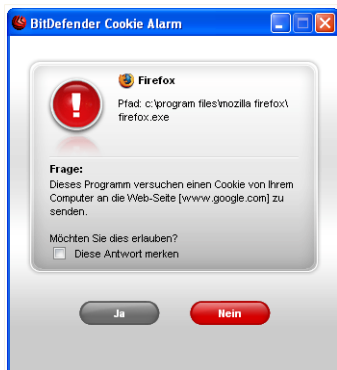 BitDefender Cookie Alarm
Firefox
Pfad: c:\program files\mozilla firefox\
firefox.exe
Frage:
Dieses Programm versuchen einen Cookie von Ihrem
Computer an die Web-Seite [www.google.com] zu
senden.
Möchten Sie dies erlauben?
Diese Antwort merken
Ja
Nein